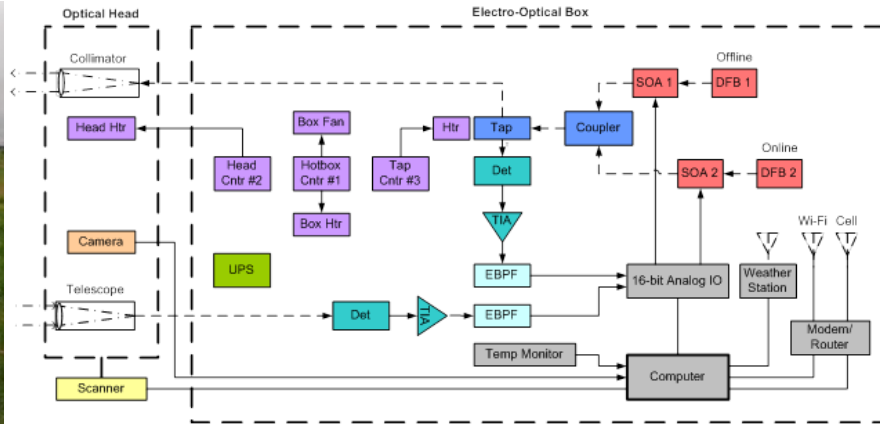 Optical Head
Electro-Optical Box
Collimator
Offline
SOA 1
DFB 1
Head Htr
Box Fan
Htr
Tap
Coupler
Online
Head
Cntr #2
Hotbox
Cntr #1
Tap
Cntr #3
Det
SOA 2
DFB 2
Box Htr
TIA
Wi-Fi
Cell
Camera
UPS
EBPF
16-bit Analog IO
Weather
Station
Telescope
Det
TIA
EBPF
Modem/
Router
Temp Monitor
Computer
Scanner